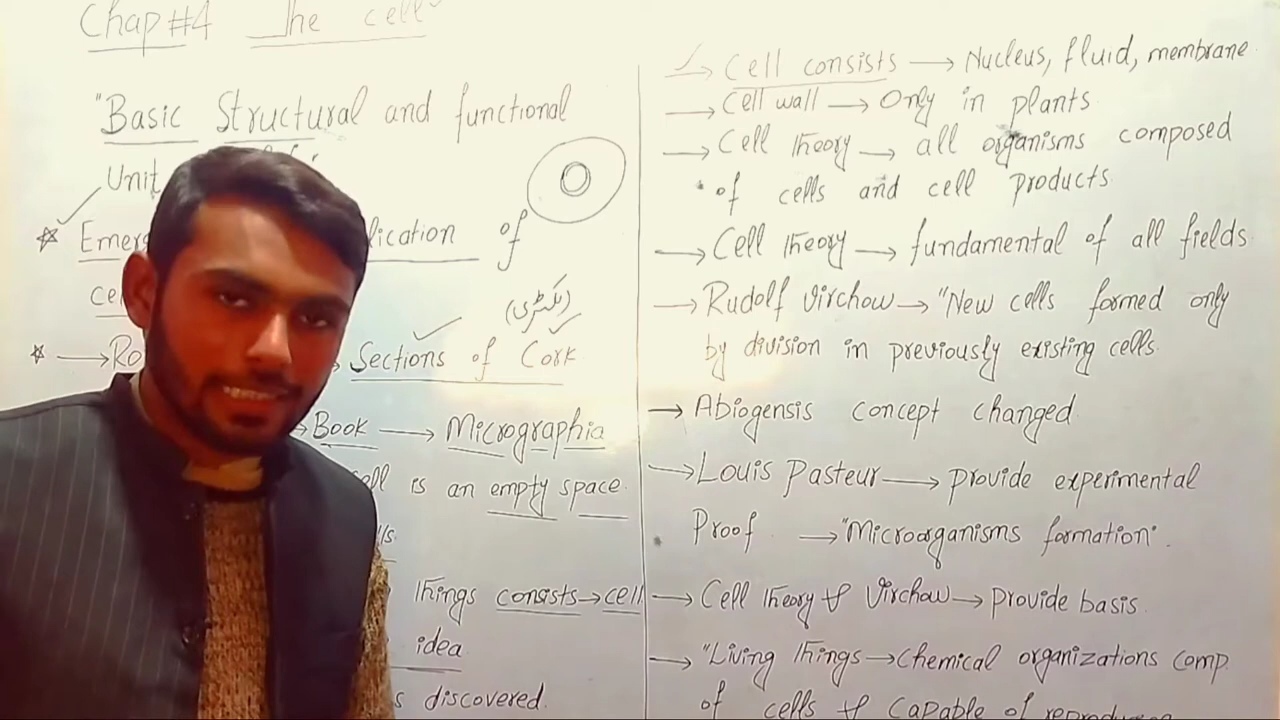 Chap#4 The cell
"Basic Structural and functional
Unit
Emer lication of
ce
Ro Sections of Cork
(بکٹری)
Book → Micrographia
ell is an empty space.
lls.
things consists→cell
idea
s discovered.
→ Cell consists → Nucleus, fluid, membrane
→ Cell wall → Only in plants
→ Cell theory → all organisms composed
of cells and cell products
→ Cell theory → fundamental of all fields
→ Rudolf Virchow → "New cells formed only
by division in previously existing cells.
→ Abiogensis concept changed
→ Louis Pasteur → provide experimental
Proof → "Microorganisms formation".
→ Cell theory & Virchow → provide basis.
→ "Living things → Chemical organizations comp.
of cells & Capable of reproduction